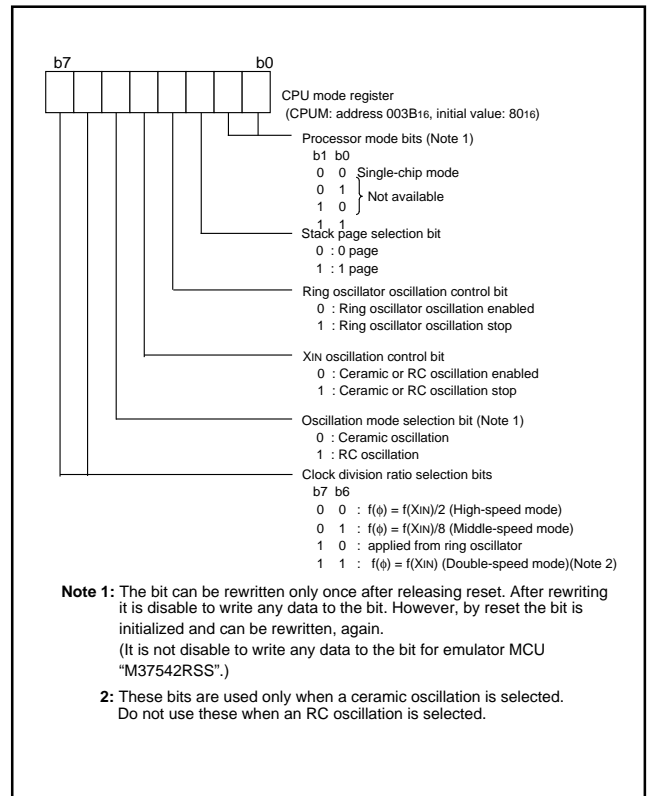 b7 b0
CPU mode register
(CPUM: address 003B16, initial value: 8016)
Processor mode bits (Note 1)
b1 b0
0 0 Single-chip mode
0 1
Not available
1 0
1 1
Stack page selection bit
0 : 0 page
1 : 1 page
Ring oscillator oscillation control bit
0 : Ring oscillator oscillation enabled
1 : Ring oscillator oscillation stop
XIN oscillation control bit
0 : Ceramic or RC oscillation enabled
1 : Ceramic or RC oscillation stop
Oscillation mode selection bit (Note 1)
0 : Ceramic oscillation
1 : RC oscillation
Clock division ratio selection bits
b7 b6
0 0 : f(φ) = f(XIN)/2 (High-speed mode)
0 1 : f(φ) = f(XIN)/8 (Middle-speed mode)
1 0 : applied from ring oscillator
1 1 : f(φ) = f(XIN) (Double-speed mode)(Note 2)
Note 1: The bit can be rewritten only once after releasing reset. After rewriting
it is disable to write any data to the bit. However, by reset the bit is
initialized and can be rewritten, again.
(It is not disable to write any data to the bit for emulator MCU
“M37542RSS”.)
2: These bits are used only when a ceramic oscillation is selected.
Do not use these when an RC oscillation is selected.